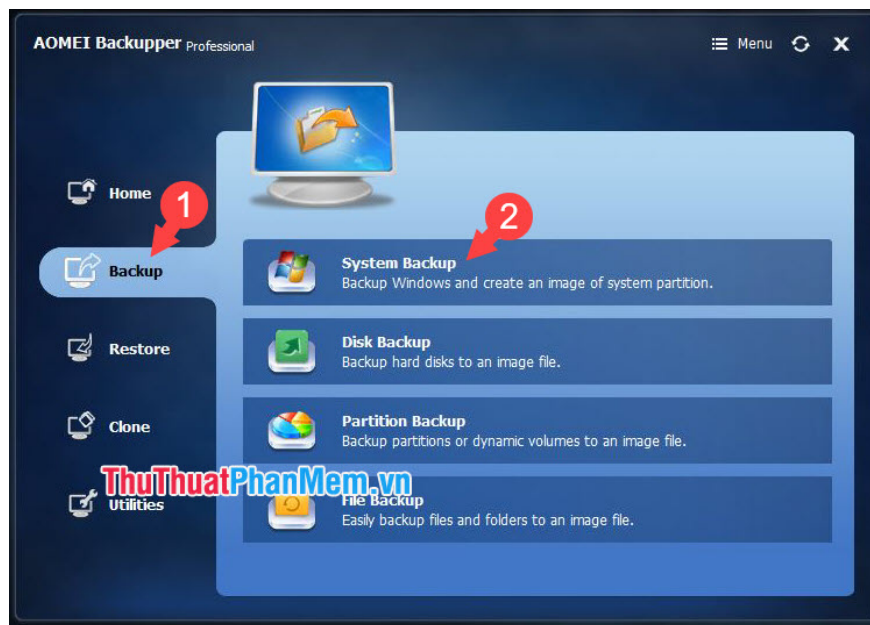 AOMEI Backupper Professional
Menu
Home
1
Backup
Restore
Clone
Utilities
2
System Backup
Backup Windows and create an image of system partition.
Disk Backup
Backup hard disks to an image file.
Partition Backup
Backup partitions or dynamic volumes to an image file.
ThuThuatPhanMem.vn
File Backup
Easily backup files and folders to an image file.